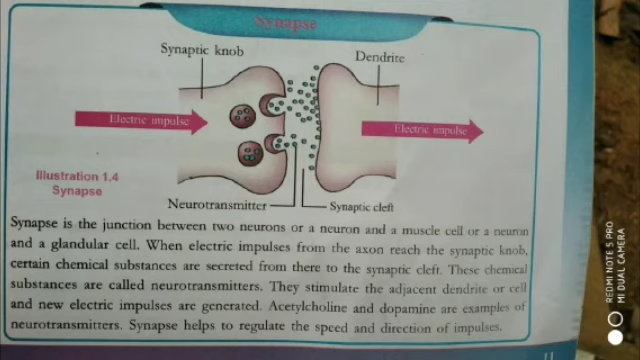 Synapse
Synaptic knob
Dendrite
Electric impulse
Electric impulse
Illustration 1.4
Synapse
Neurotransmitter
Synaptic cleft
Synapse is the junction between two neurons or a neuron and a muscle cell or a neuron
and a glandular cell. When electric impulses from the axon reach the synaptic knob,
certain chemical substances are secreted from there to the synaptic cleft. These chemical
substances are called neurotransmitters. They stimulate the adjacent dendrite or cell
and new electric impulses are generated. Acetylcholine and dopamine are examples of
neurotransmitters. Synapse helps to regulate the speed and direction of impulses.
REDMI NOTE 5 PRO
MI DUAL CAMERA